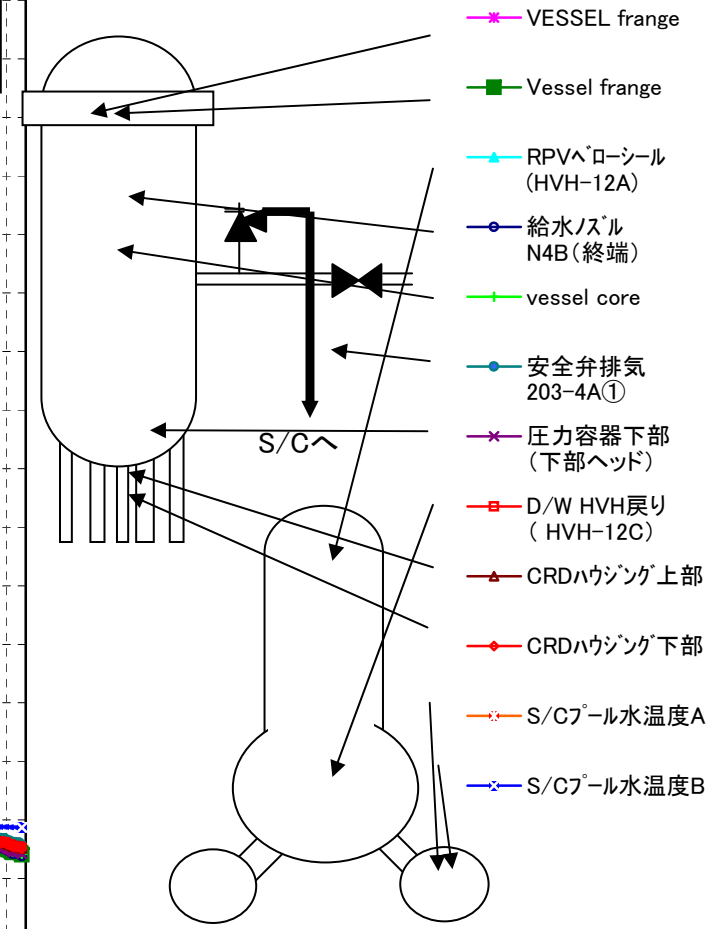 VESSEL frange
Vessel frange
RPVベローシール
(HVH-12A)
給水ノズル
N4B(終端)
vessel core
安全弁排気
203-4A①
圧力容器下部
(下部ヘッド)
D/W HVH戻り
( HVH-12C)
CRDハウジング上部
CRDハウジング下部
S/Cプール水温度A
S/Cプール水温度B
S/Cへ